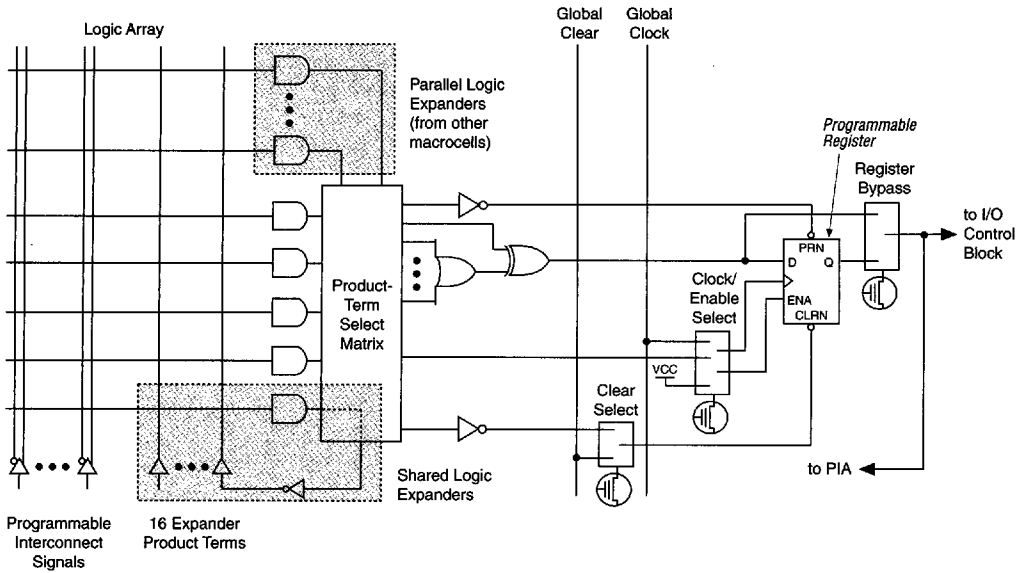 Logic Array
Global
Clear
Global
Clock
Parallel Logic
Expanders
(from other
macrocells)
Programmable
Register
Register
Bypass
to I/O
Control
Block
PRN
D
Q
ENA
CLRN
Product-
Term
Select
Matrix
Clock/
Enable
Select
VCC
Clear
Select
to PIA
Shared Logic
Expanders
Programmable
Interconnect
Signals
16 Expander
Product Terms